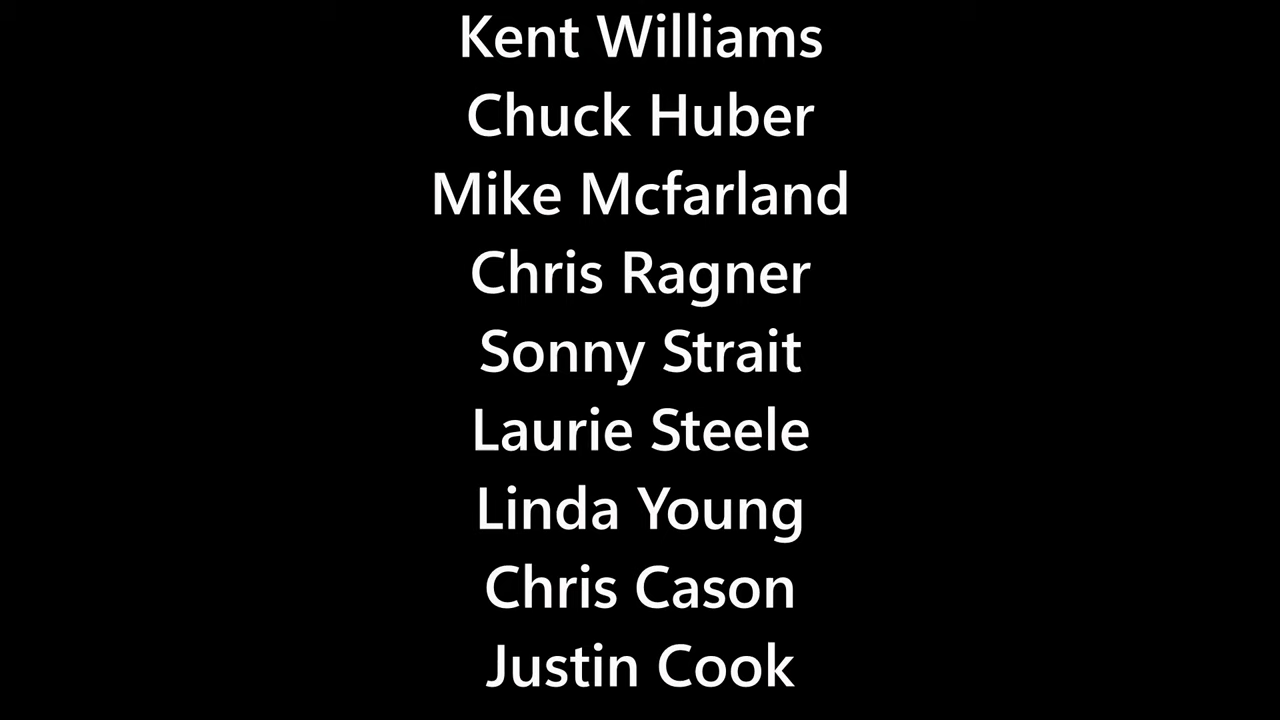 Kent Williams
Chuck Huber
Mike Mcfarland
Chris Ragner
Sonny Strait
Laurie Steele
Linda Young
Chris Cason
Justin Cook